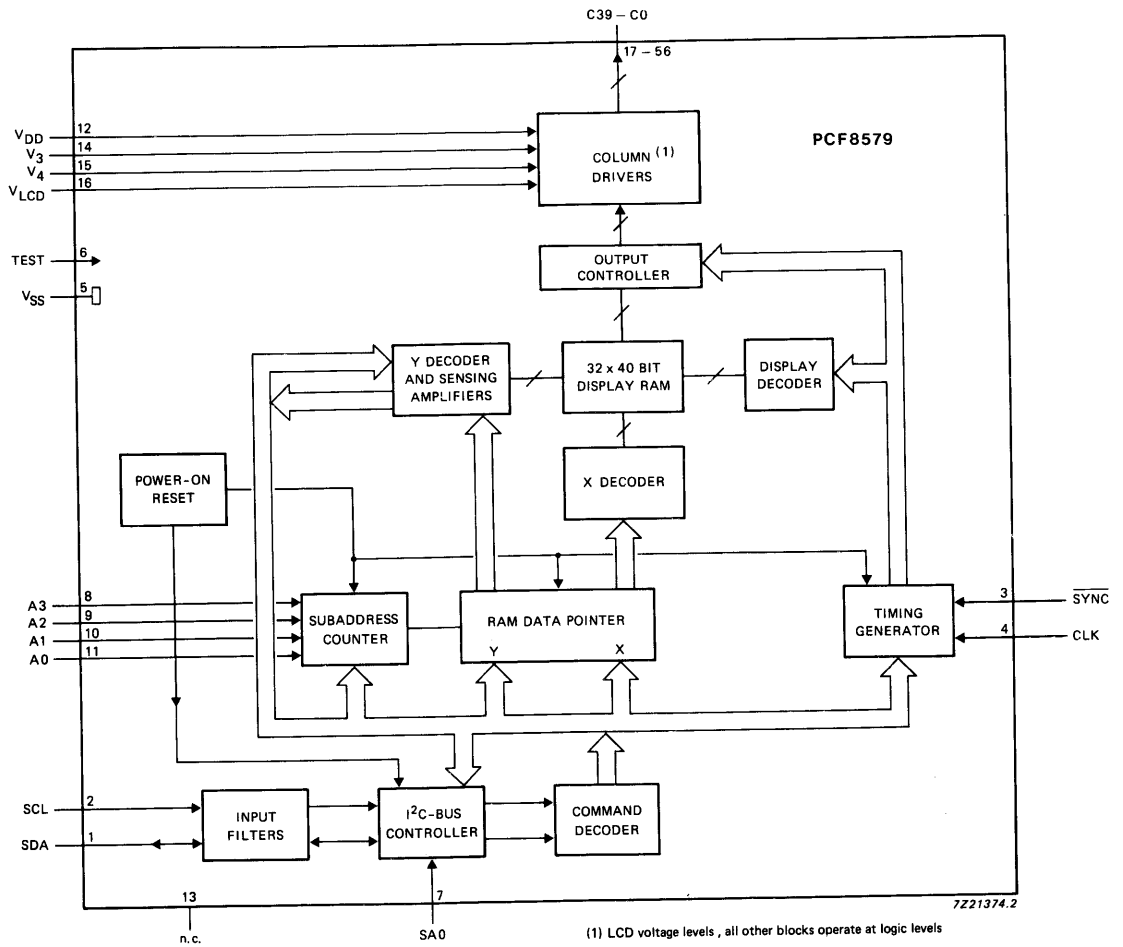 C39 – C0
17 – 56
PCF8579
VDD 12
V3 14
V4 15
VLCD 16
COLUMN (1)
DRIVERS
TEST 6
VSS 5
OUTPUT
CONTROLLER
Y DECODER
AND SENSING
AMPLIFIERS
32 x 40 BIT
DISPLAY RAM
DISPLAY
DECODER
POWER-ON
RESET
X DECODER
A3 8
A2 9
A1 10
A0 11
SUBADDRESS
COUNTER
RAM DATA POINTER
Y X
TIMING
GENERATOR
3 SYNC
4 CLK
SCL 2
SDA 1
INPUT
FILTERS
I²C-BUS
CONTROLLER
COMMAND
DECODER
13
n.c.
7
SA0
7Z21374.2
(1) LCD voltage levels , all other blocks operate at logic levels